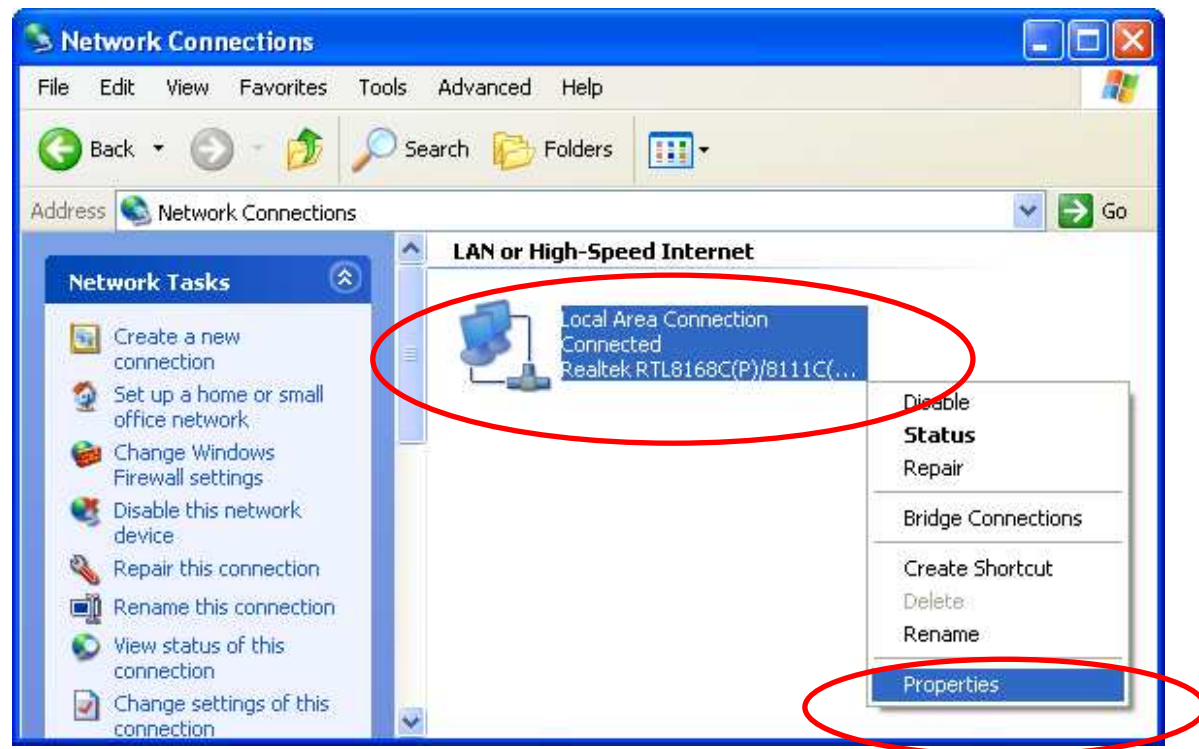 Network Connections
File Edit View Favorites Tools Advanced Help
Back Search Folders
Address Network Connections Go
Network Tasks
Create a new
connection
Set up a home or small
office network
Change Windows
Firewall settings
Disable this network
device
Repair this connection
Rename this connection
View status of this
connection
Change settings of this
connection
LAN or High-Speed Internet
Local Area Connection
Connected
Realtek RTL8168C(P)/8111C(...
Disable
Status
Repair
Bridge Connections
Create Shortcut
Delete
Rename
Properties